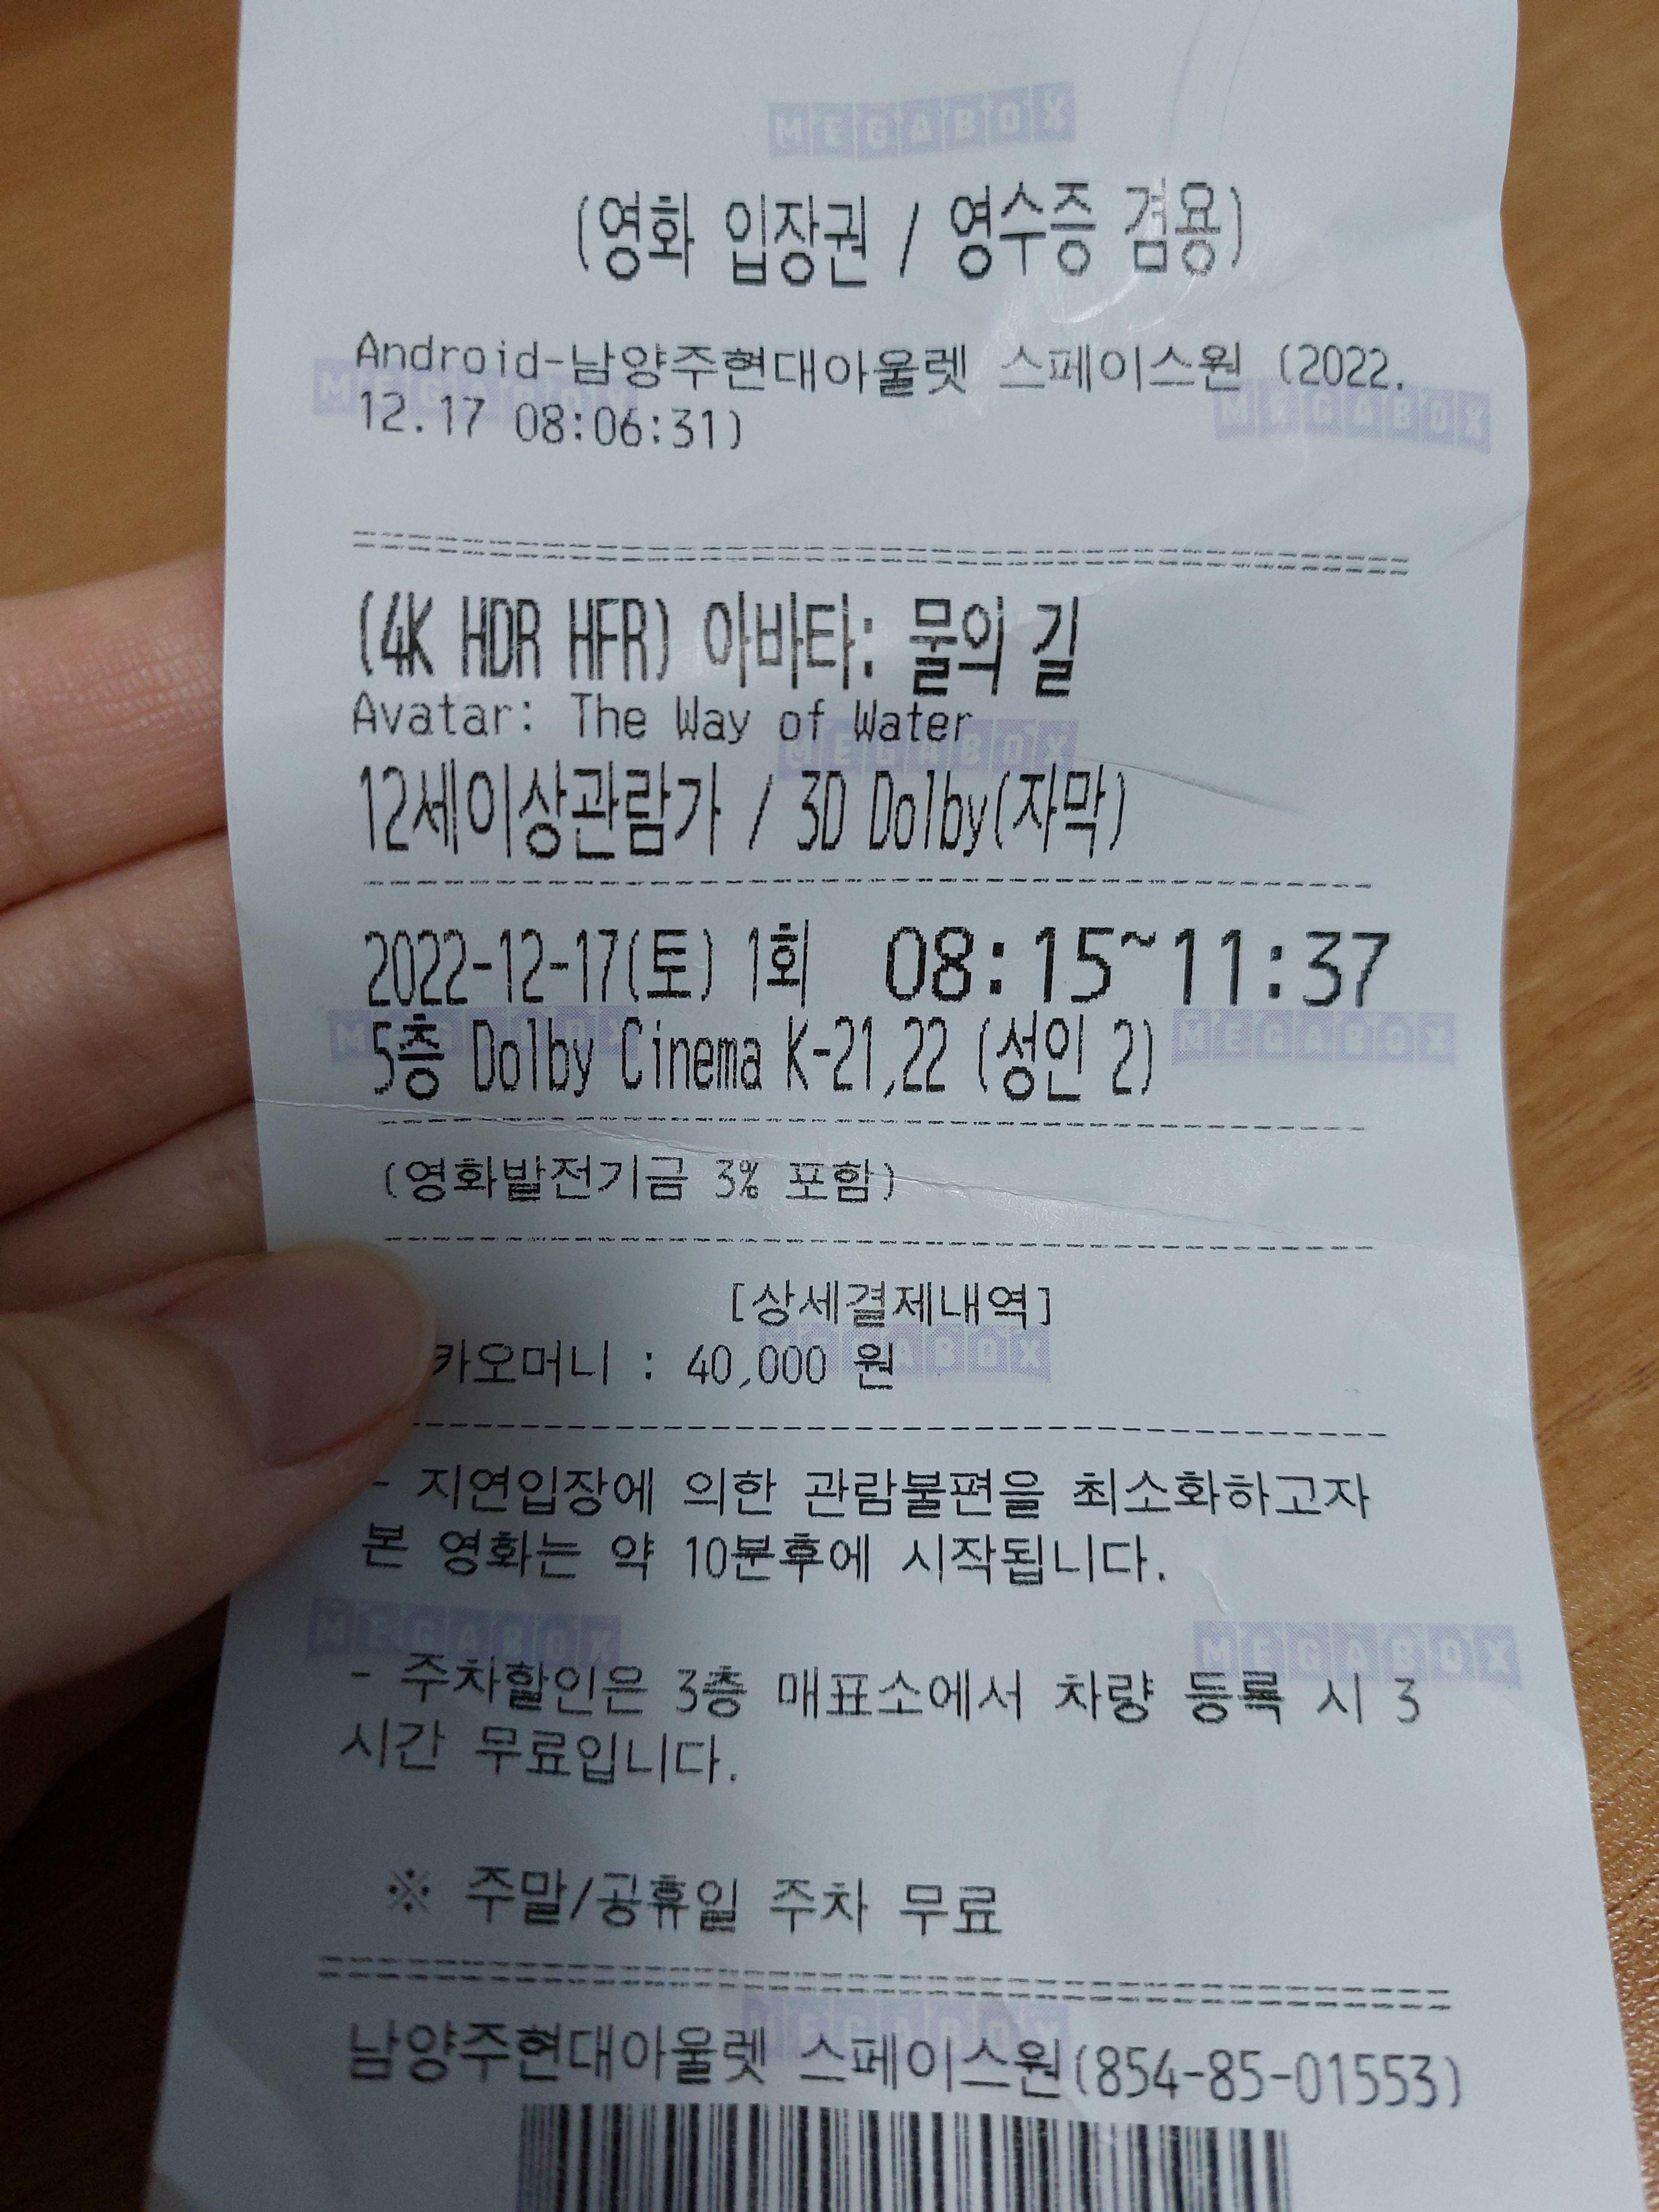 MEGABOX
(영화 입장권 / 영수증 겸용)
Android-남양주현대아울렛 스페이스원 (2022.
12.17 08:06:31)
MEGABOX MEGABOX
(4K HDR HFR) 아바타: 물의 길
Avatar: The Way of Water
MEGABOX
12세이상관람가 / 3D Dolby(자막)
2022-12-17(토) 1회 08:15~11:37
MEGABOX MEGABOX
5층 Dolby Cinema K-21,22 (성인 2)
(영화발전기금 3% 포함)
[상세결제내역]
MEGABOX
카오머니 : 40,000 원
- 지연입장에 의한 관람불편을 최소화하고자
본 영화는 약 10분후에 시작됩니다.
MEGABOX MEGABOX
- 주차할인은 3층 매표소에서 차량 등록 시 3
시간 무료입니다.
※ 주말/공휴일 주차 무료
MEGABOX
남양주현대아울렛 스페이스원(854-85-01553)